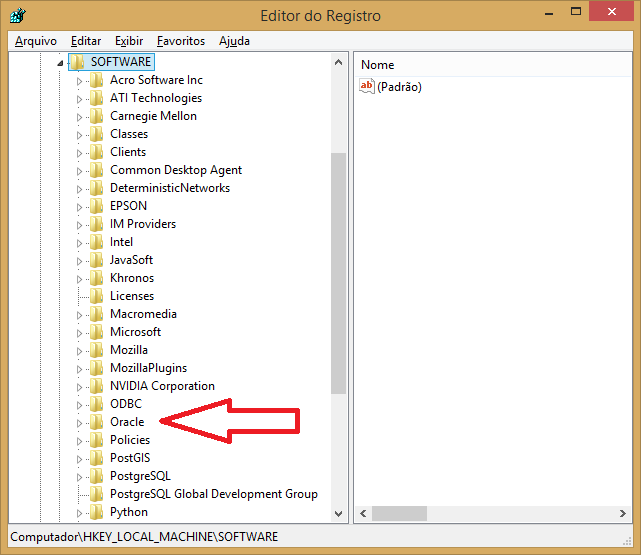 Editor do Registro
Arquivo Editar Exibir Favoritos Ajuda
SOFTWARE
Acro Software Inc
ATI Technologies
Carnegie Mellon
Classes
Clients
Common Desktop Agent
DeterministicNetworks
EPSON
IM Providers
Intel
JavaSoft
Khronos
Licenses
Macromedia
Microsoft
Mozilla
MozillaPlugins
NVIDIA Corporation
ODBC
Oracle
Policies
PostGIS
PostgreSQL
PostgreSQL Global Development Group
Python
Nome
ab (Padrão)
Computador\HKEY_LOCAL_MACHINE\SOFTWARE